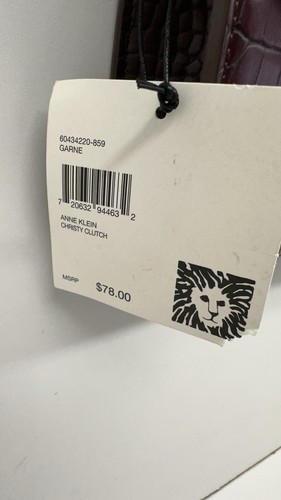 60434220-859
GARNE
7 20632 94463 2
ANNE KLEIN
CHRISTY CLUTCH
MSRP $78.00